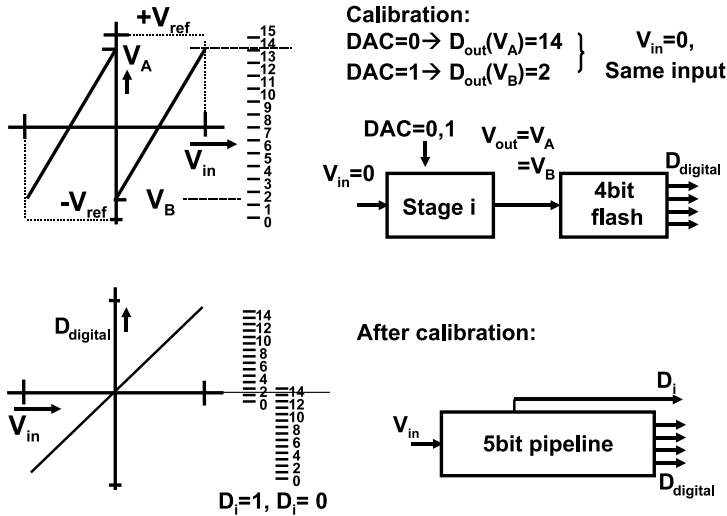 +V_ref
V_A
V_in
-V_ref
V_B
15
14
13
12
11
10
9
8
7
6
5
4
3
2
1
0
Calibration:
DAC=0→ D_out(V_A)=14
DAC=1→ D_out(V_B)=2
} V_in=0,
Same input
DAC=0,1
V_in=0
Stage i
V_out=V_A
=V_B
4bit
flash
D_digital
D_digital
V_in
14
12
10
8
6
4
2
0
14
12
10
8
6
4
2
0
D_i=1, D_i= 0
After calibration:
V_in
5bit pipeline
D_i
D_digital